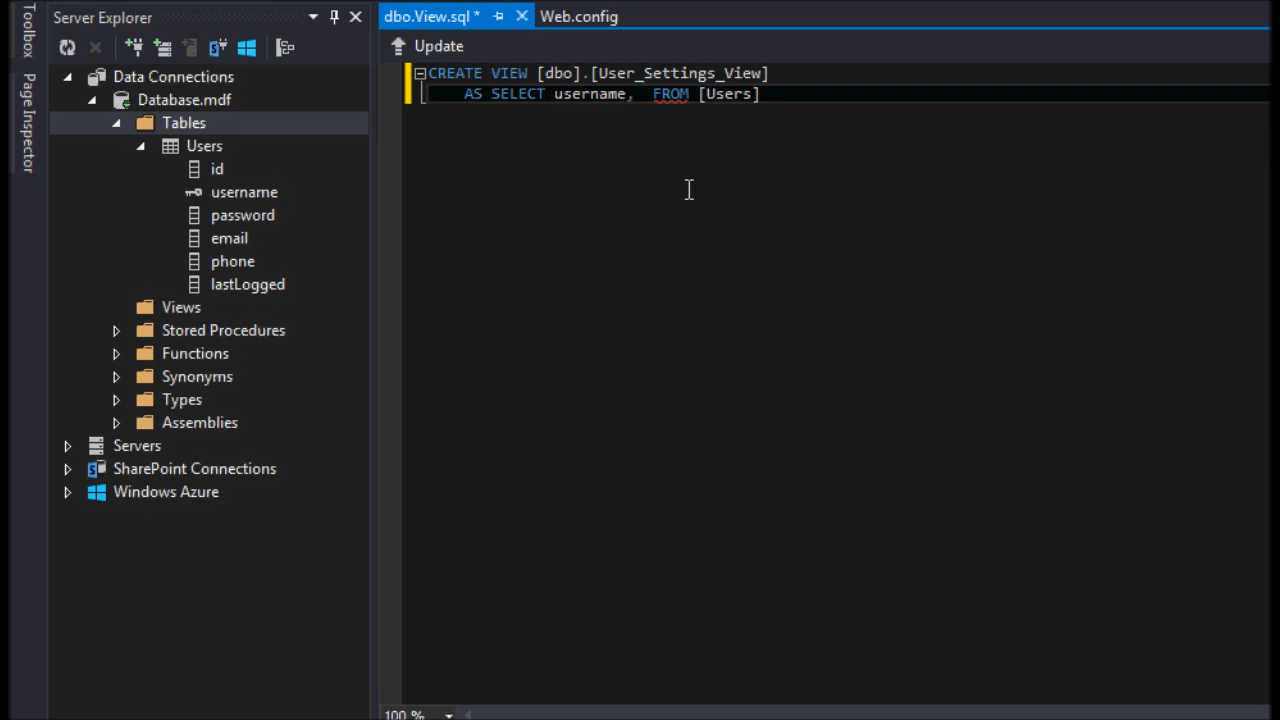 Toolbox
Page Inspector
Server Explorer
Data Connections
Database.mdf
Tables
Users
id
username
password
email
phone
lastLogged
Views
Stored Procedures
Functions
Synonyms
Types
Assemblies
Servers
SharePoint Connections
Windows Azure
dbo.View.sql* Web.config
Update
CREATE VIEW [dbo].[User_Settings_View]
AS SELECT username,  FROM [Users]
100 %